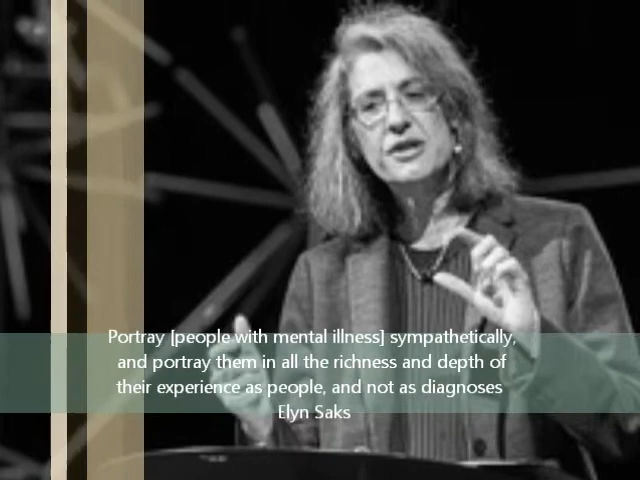 Portray [people with mental illness] sympathetically,
and portray them in all the richness and depth of
their experience as people, and not as diagnoses
Elyn Saks